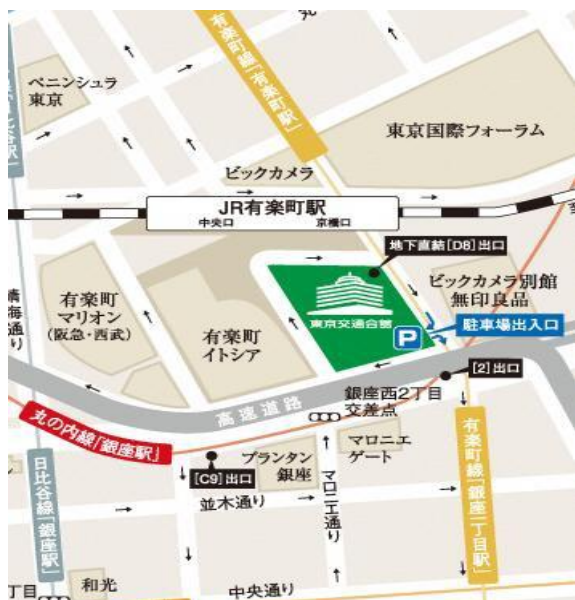 有楽町線「有楽町駅」
ペニンシュラ
東京
東京国際フォーラム
ビックカメラ
JR有楽町駅
中央口
京橋口
地下直結[D8]出口
ビックカメラ別館
無印良品
有楽町
マリオン
(阪急・西武)
有楽町
イトシア
東京交通会館
P
駐車場出入口
晴海通り
[2]出口
銀座西2丁目
交差点
高速道路
丸の内線「銀座駅」
マロニエ
ゲート
プランタン
銀座
[C9]出口
並木通り
マロニエ通り
有楽町線「銀座一丁目駅」
日比谷線「銀座駅」
和光
中央通り
丁目